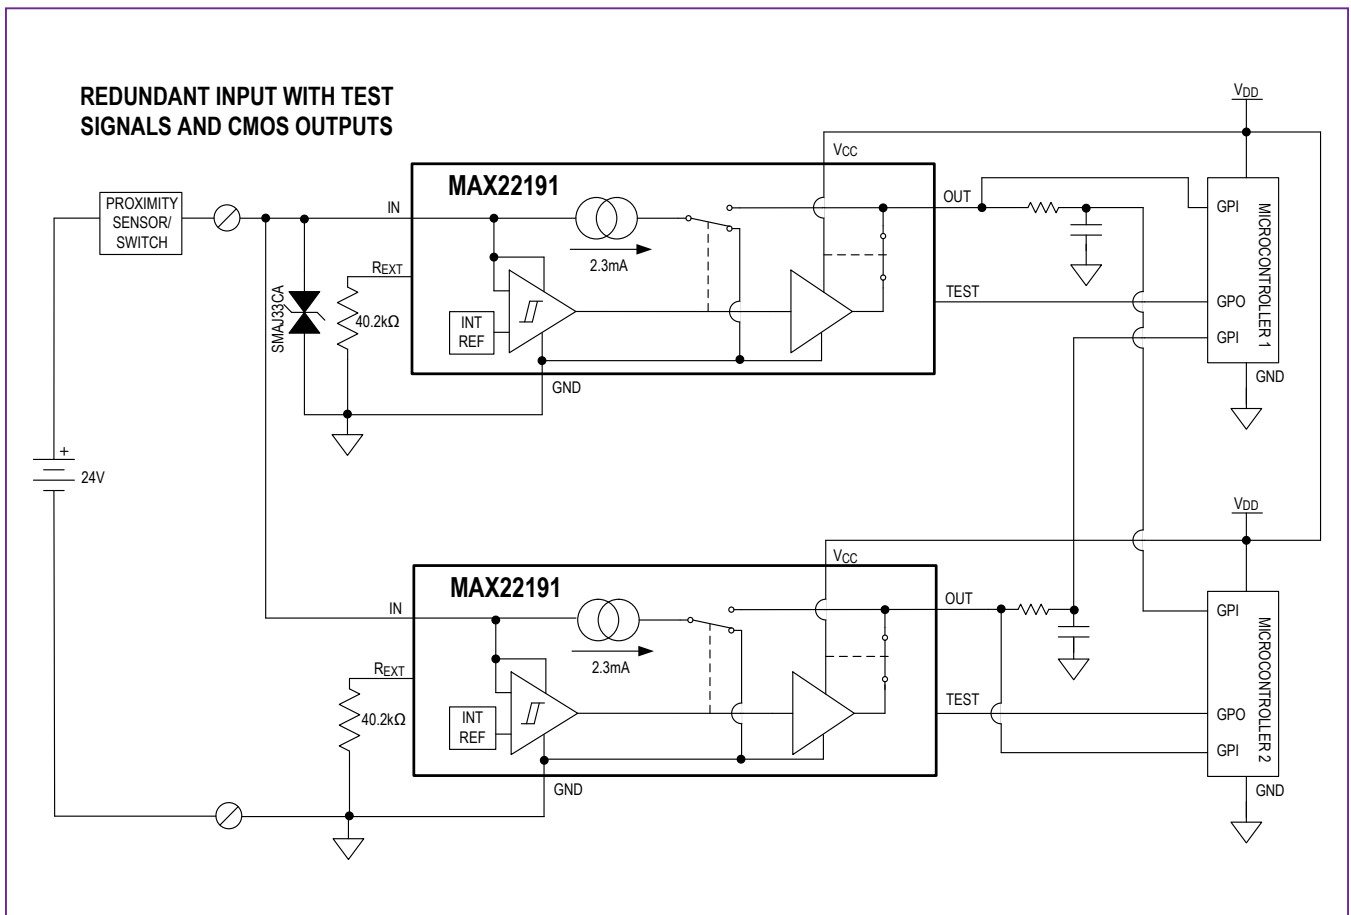 REDUNDANT INPUT WITH TEST
SIGNALS AND CMOS OUTPUTS
VDD
VCC
MAX22191
PROXIMITY
SENSOR/
SWITCH
IN
OUT
GPI
MICROCONTROLLER 1
2.3mA
REXT
TEST
GPO
SMAJ33CA
40.2kΩ
INT
REF
GPI
GND
GND
+
24V
VDD
VCC
MAX22191
IN
OUT
GPI
MICROCONTROLLER 2
2.3mA
REXT
TEST
40.2kΩ
INT
REF
GPO
GPI
GND
GND